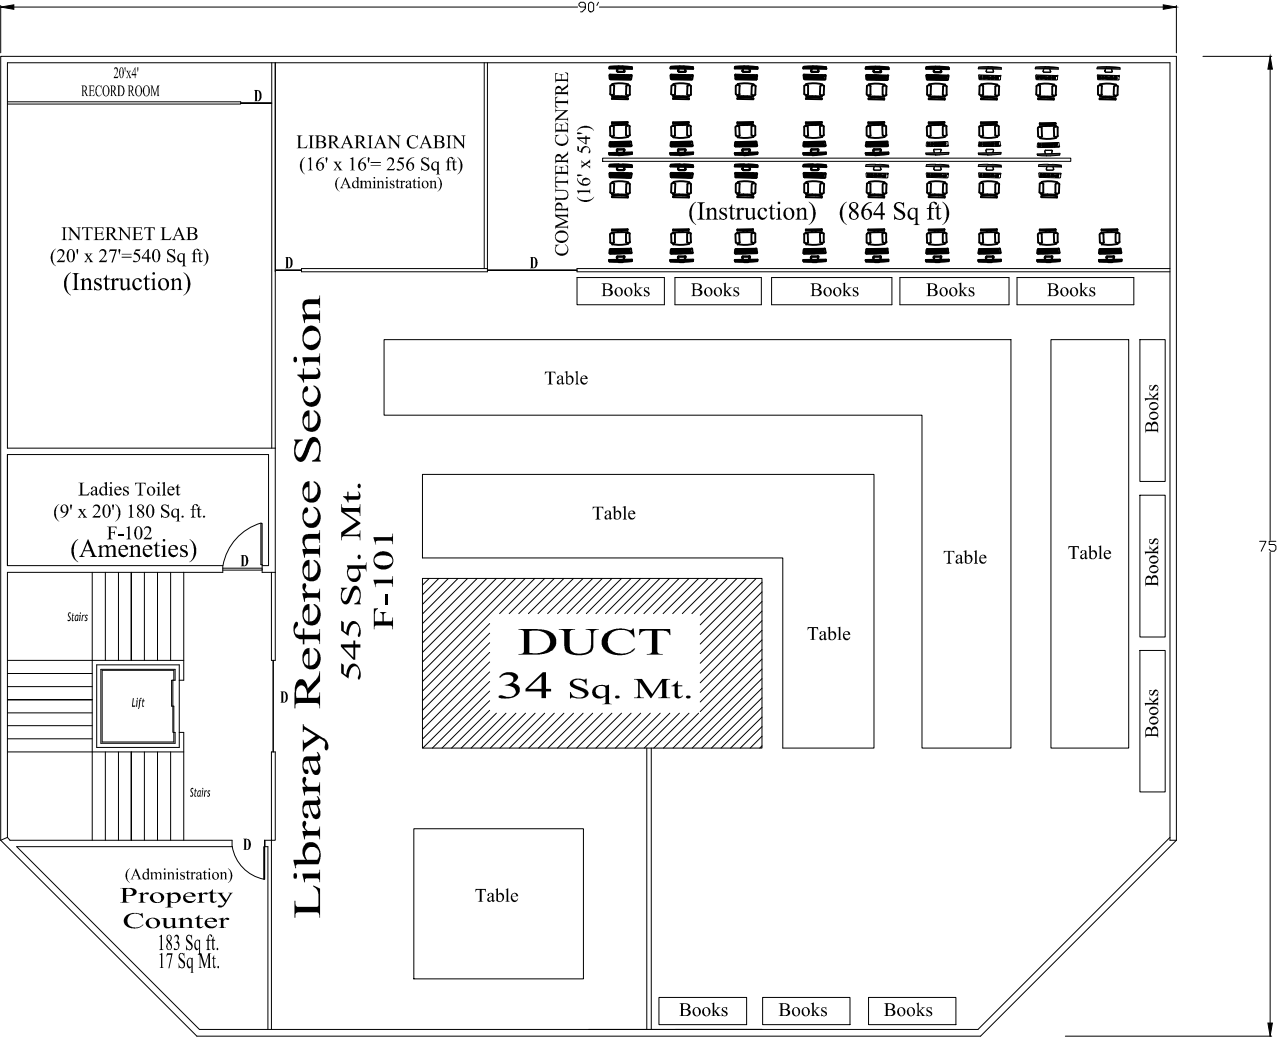 90'
20'x4'
RECORD ROOM
D
LIBRARIAN CABIN
(16' x 16'= 256 Sq ft)
(Administration)
D
COMPUTER CENTRE
(16' x 54')
(Instruction) (864 Sq ft)
D
INTERNET LAB
(20' x 27'=540 Sq ft)
(Instruction)
Books
Books
Books
Books
Books
Table
Table
Table
Table
Table
Books
Books
Books
Ladies Toilet
(9' x 20') 180 Sq. ft.
F-102
(Ameneties)
D
Libraray Reference Section
545 Sq. Mt.
F-101
DUCT
34 Sq. Mt.
75
Stairs
Lift
D
Stairs
D
(Administration)
Property
Counter
183 Sq ft.
17 Sq Mt.
Table
Books
Books
Books